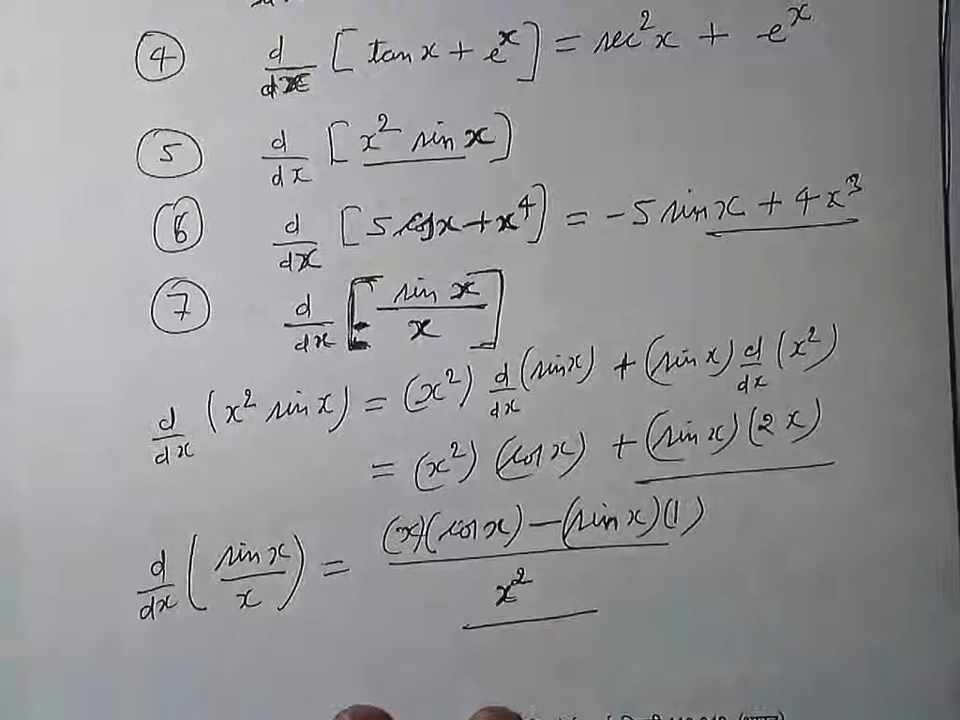 ④ d/dx [tan x + e^x] = sec²x + e^x
⑤ d/dx [x² sin x]
⑥ d/dx [5 cos x + x⁴] = -5 sin x + 4x³
⑦ d/dx [sin x / x]
d/dx (x² sin x) = (x²) d/dx (sin x) + (sin x) d/dx (x²)
= (x²) (cos x) + (sin x) (2x)
d/dx (sin x / x) = (x)(cos x) - (sin x)(1) / x²